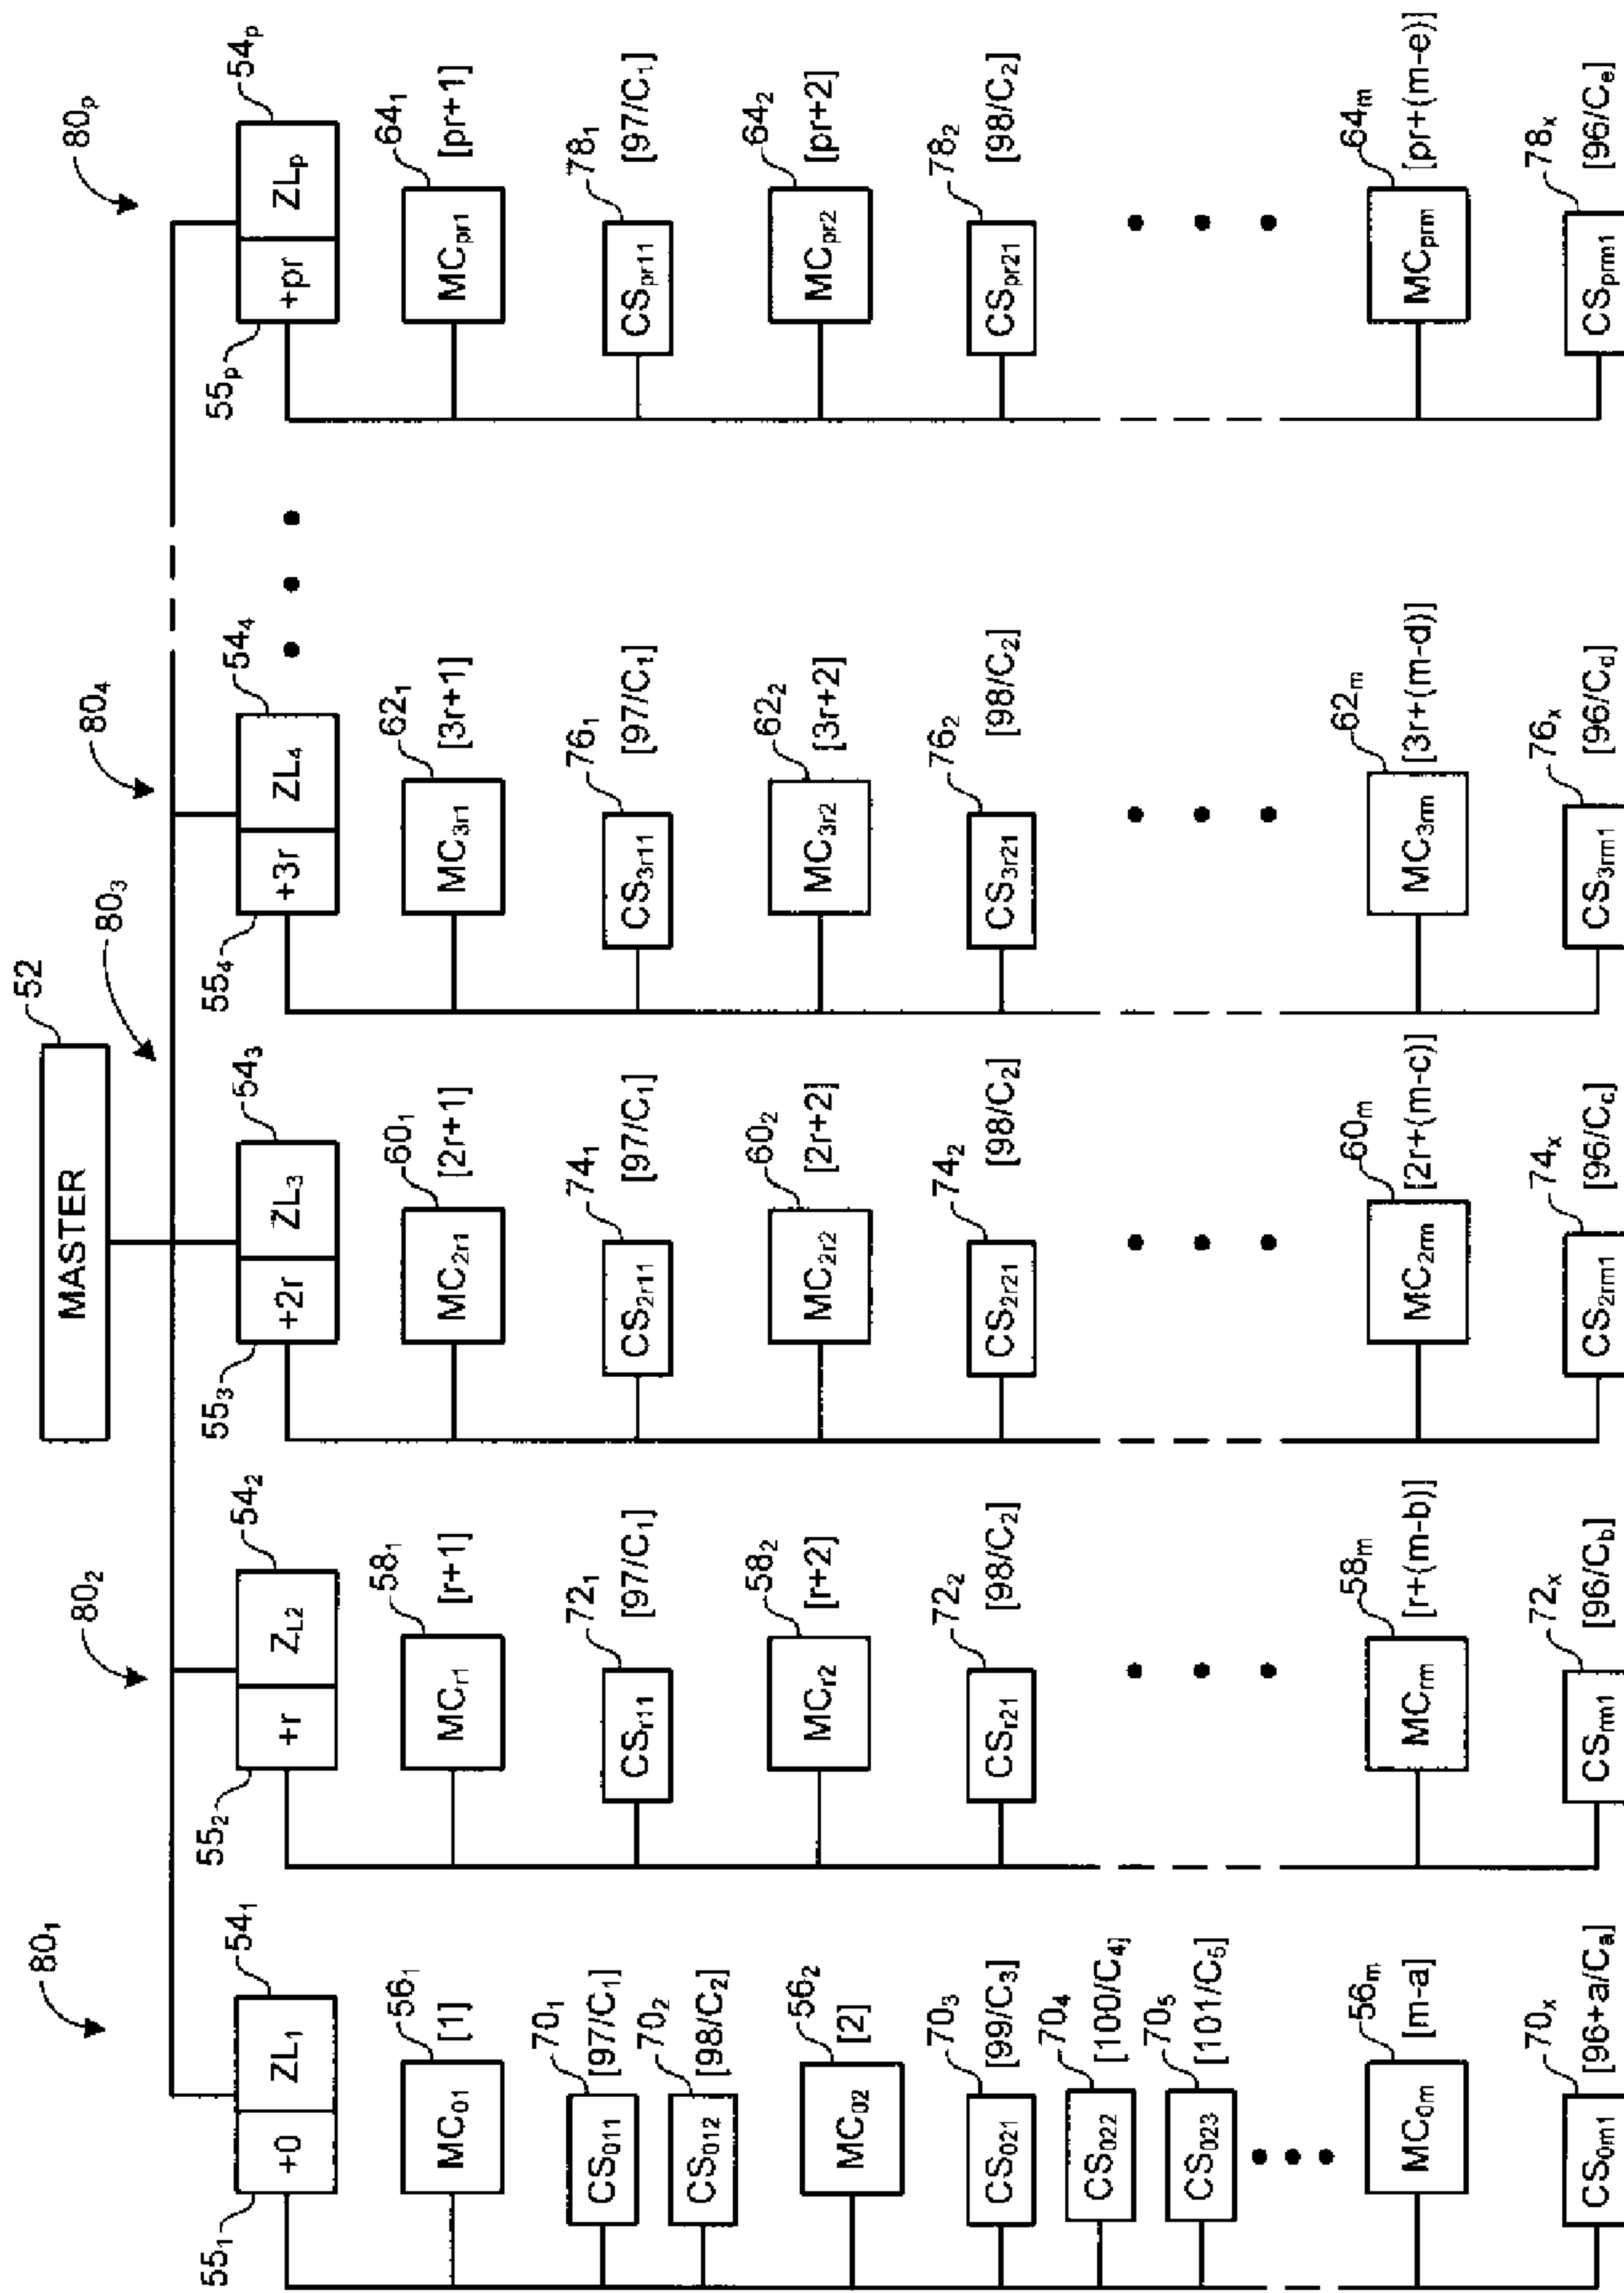 MASTER 52
80₁ 80₂ 80₃ 80₄ 80ₚ
55₁ +0 ZL₁ 54₁
MC₀₁ 56₁ [1]
CS₀₁₁ 70₁ [97/C₁]
CS₀₁₂ 70₂ [98/C₂]
MC₀₂ 56₂ [2]
CS₀₂₁ 70₃ [99/C₃]
CS₀₂₂ 70₄ [100/C₄]
CS₀₂₃ 70₅ [101/C₅]
MC₀ₘ 56ₘ [m-a]
CS₀ₘ₁ 70ₓ [96+a/Cₐ]
55₂ +r Z_L2 54₂
MCᵣ₁ 58₁ [r+1]
CSᵣ₁₁ 72₁ [97/C₁]
MCᵣ₂ 58₂ [r+2]
CSᵣ₂₁ 72₂ [98/C₂]
MCᵣₘ 58ₘ [r+(m-b)]
CSᵣₘ₁ 72ₓ [96/C_b]
55₃ +2r ZL₃ 54₃
MC₂ᵣ₁ 60₁ [2r+1]
CS₂ᵣ₁₁ 74₁ [97/C₁]
MC₂ᵣ₂ 60₂ [2r+2]
CS₂ᵣ₂₁ 74₂ [98/C₂]
MC₂ᵣₘ 60ₘ [2r+(m-c)]
CS₂ᵣₘ₁ 74ₓ [96/C_c]
55₄ +3r ZL₄ 54₄
MC₃ᵣ₁ 62₁ [3r+1]
CS₃ᵣ₁₁ 76₁ [97/C₁]
MC₃ᵣ₂ 62₂ [3r+2]
CS₃ᵣ₂₁ 76₂ [98/C₂]
MC₃ᵣₘ 62ₘ [3r+(m-d)]
CS₃ᵣₘ₁ 76ₓ [96/C_d]
55ₚ +pr ZLₚ 54ₚ
MCₚᵣ₁ 64₁ [pr+1]
CSₚᵣ₁₁ 78₁ [97/C₁]
MCₚᵣ₂ 64₂ [pr+2]
CSₚᵣ₂₁ 78₂ [98/C₂]
MCₚᵣₘ 64ₘ [pr+(m-e)]
CSₚᵣₘ₁ 78ₓ [96/Cₑ]